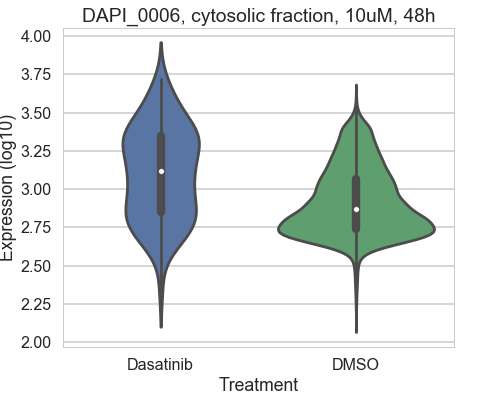 DAPI_0006, cytosolic fraction, 10uM, 48h
Expression (log10)
4.00
3.75
3.50
3.25
3.00
2.75
2.50
2.25
2.00
Dasatinib
DMSO
Treatment